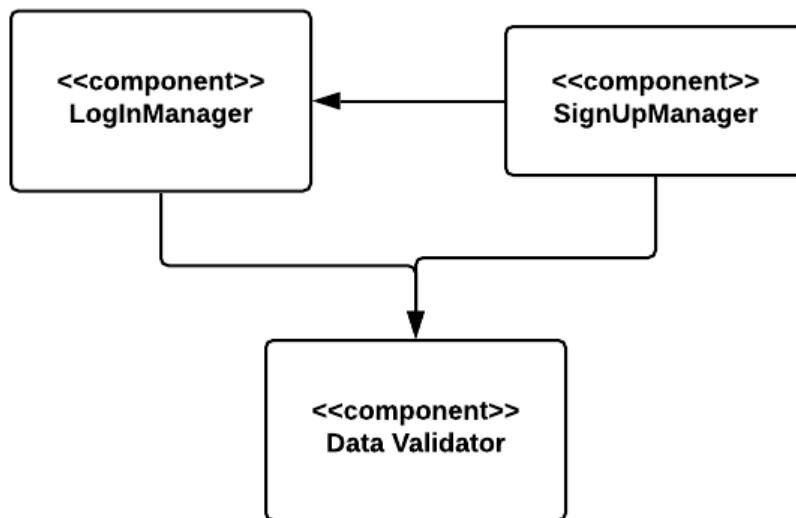 <<component>>
LogInManager
<<component>>
SignUpManager
<<component>>
Data Validator